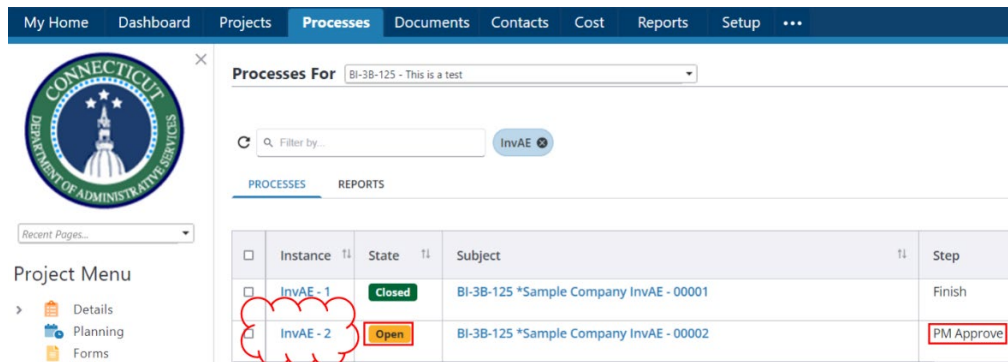 My Home Dashboard Projects Processes Documents Contacts Cost Reports Setup
CONNECTICUT
DEPARTMENT OF ADMINISTRATIVE SERVICES
Processes For BI-3B-125 - This is a test
Filter by... InvAE
PROCESSES REPORTS
Recent Pages...
Project Menu
Details
Planning
Forms
Instance State Subject Step
InvAE - 1 Closed BI-3B-125 *Sample Company InvAE - 00001 Finish
InvAE - 2 Open BI-3B-125 *Sample Company InvAE - 00002 PM Approve